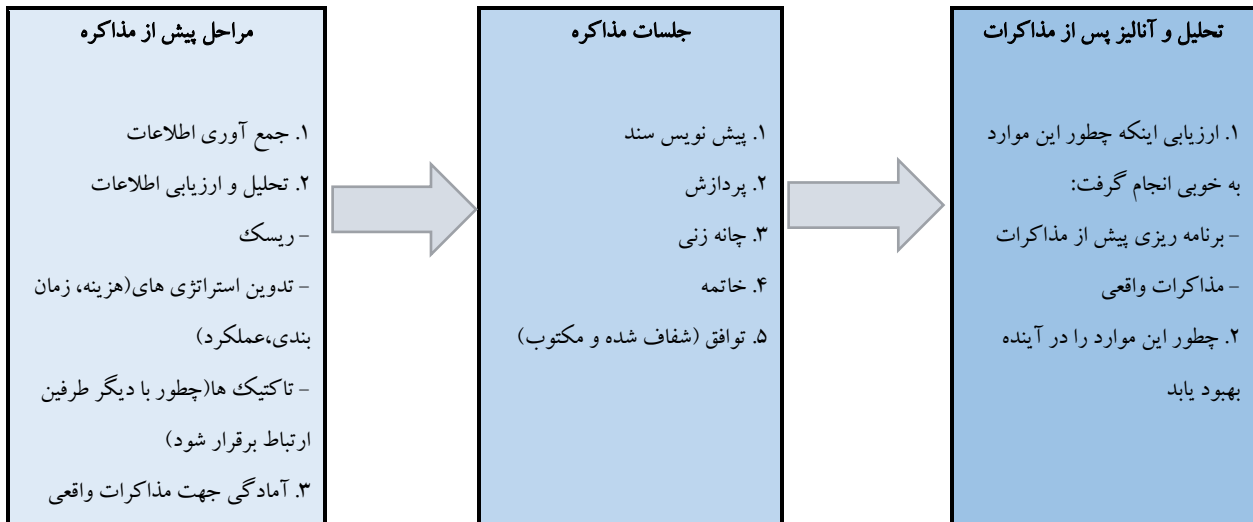 مراحل پیش از مذاکره
۱. جمع آوری اطلاعات
۲. تحلیل و ارزیابی اطلاعات
– ریسک
– تدوین استراتژی های(هزینه، زمان
بندی،عملکرد)
– تاکتیک ها(چطور با دیگر طرفین
ارتباط برقرار شود)
۳. آمادگی جهت مذاکرات واقعی
جلسات مذاکره
۱. پیش نویس سند
۲. پردازش
۳. چانه زنی
۴. خاتمه
۵. توافق (شفاف شده و مکتوب)
تحلیل و آنالیز پس از مذاکرات
۱. ارزیابی اینکه چطور این موارد
به خوبی انجام گرفت:
– برنامه ریزی پیش از مذاکرات
– مذاکرات واقعی
۲. چطور این موارد را در آینده
بهبود یابد